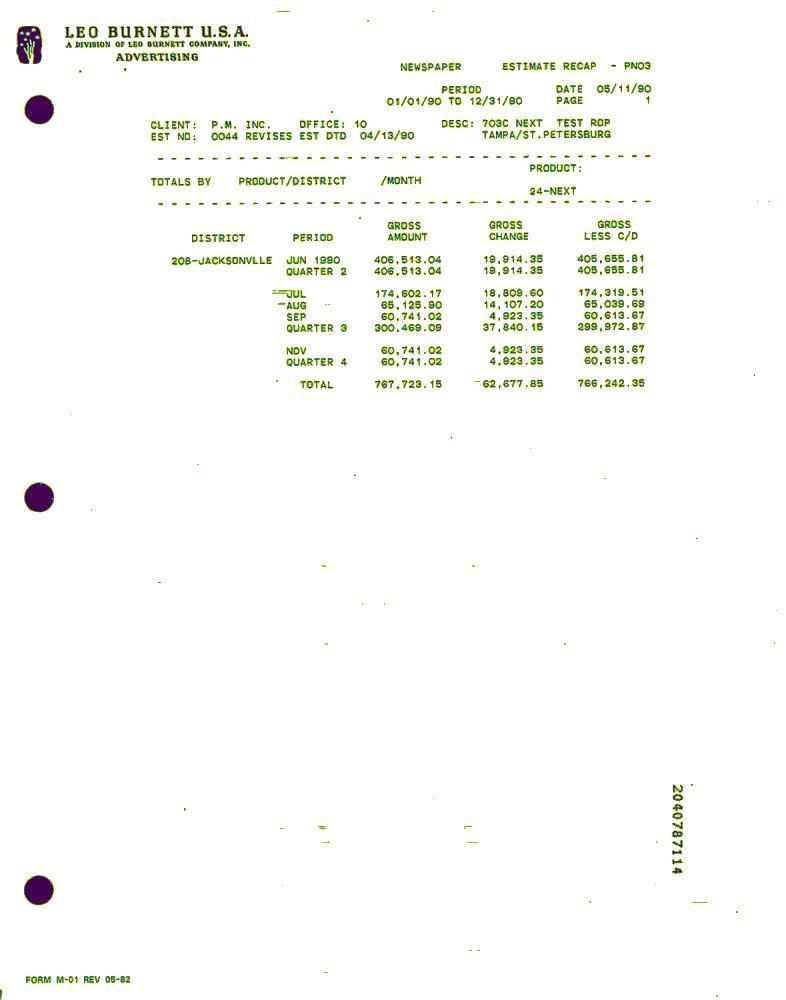 LEO BURNETT U.S.A.
A DIVISION OF LEO BURNETT COMPANY, INC.
ADVERTISING
NEWSPAPER ESTIMATE RECAP - PNO3
PERIOD DATE 05/11/90
01/01/90 TO 12/31/90 PAGE 1
CLIENT: P.M. INC. OFFICE: 10 DESC: 703C NEXT TEST ROP
EST NO: 0044 REVISES EST DTD 04/13/90 TAMPA/ST.PETERSBURG
PRODUCT:
TOTALS BY PRODUCT/DISTRICT /MONTH
24-NEXT
GROSS GROSS GROSS
DISTRICT PERIOD AMOUNT CHANGE LESS C/D
208-JACKSONVLLE JUN 1990 406,513.04 19,914.35 405,655.81
QUARTER 2 406,513.04 19,914.35 405,655.81
JUL 174,602.17 18,809.60 174,319.51
AUG 65,125.90 14,107.20 65,039.69
SEP 60,741.02 4,923.35 60,613.67
QUARTER 3 300,469.09 37,840.15 299,972.87
NOV 60,741.02 4,923.35 60,613.67
QUARTER 4 60,741.02 4,923.35 60,613.67
TOTAL 767,723.15 62,677.85 766,242.35
2040787114
FORM M-01 REV 05-82